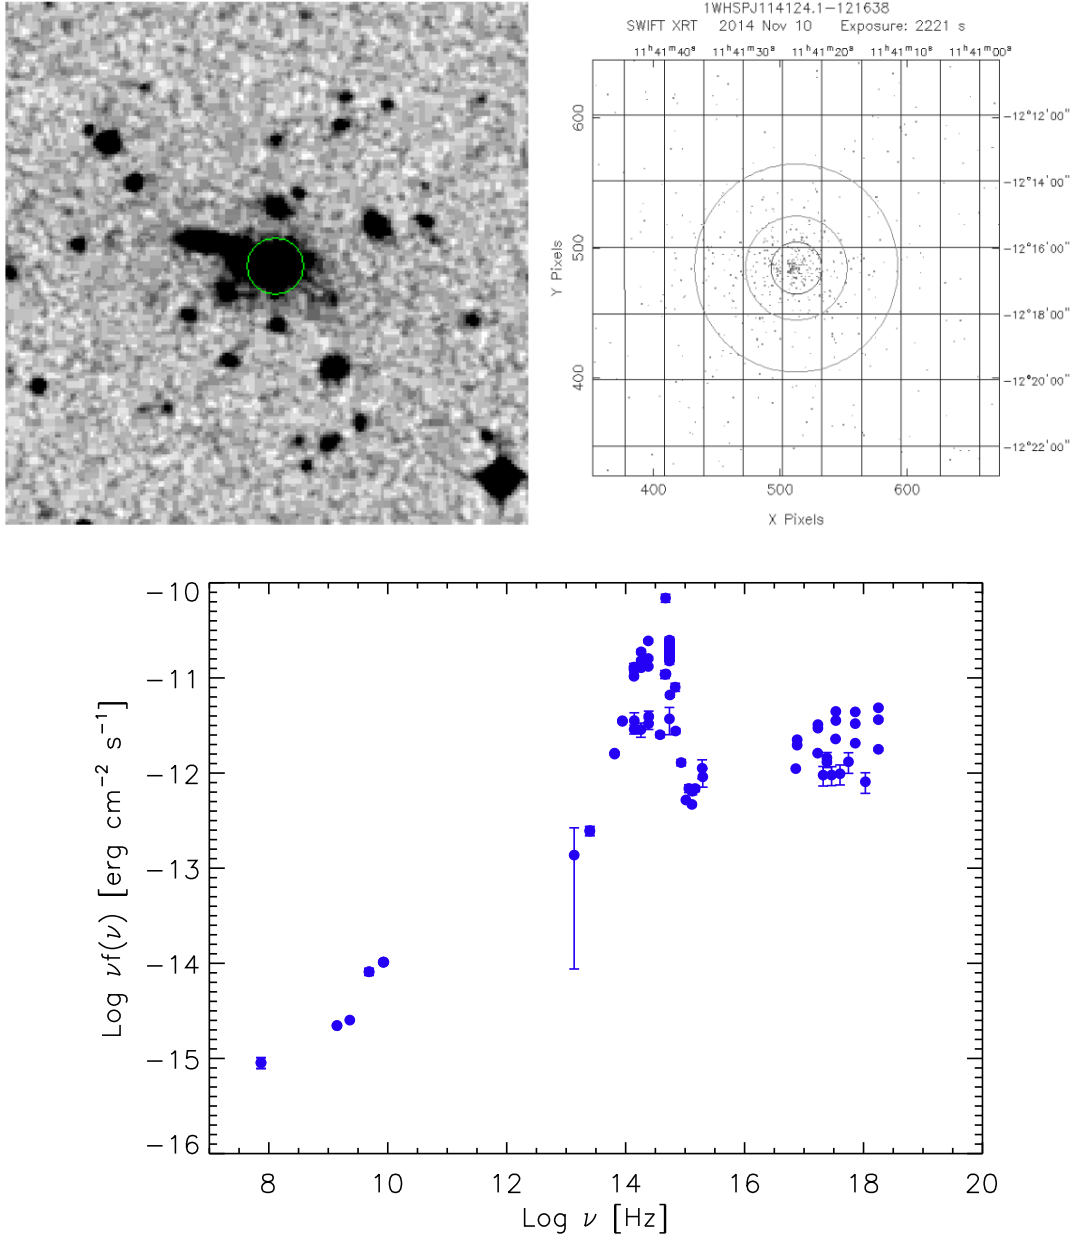 1WHSPJ114124.1−121638
SWIFT XRT 2014 Nov 10 Exposure: 2221 s
11ʰ41ᵐ40ˢ 11ʰ41ᵐ30ˢ 11ʰ41ᵐ20ˢ 11ʰ41ᵐ10ˢ 11ʰ41ᵐ00ˢ
600
500
400
Y Pixels
−12°12'00"
−12°14'00"
−12°16'00"
−12°18'00"
−12°20'00"
−12°22'00"
400 500 600
X Pixels
−10
−11
−12
−13
−14
−15
−16
Log νf(ν) [erg cm⁻² s⁻¹]
8 10 12 14 16 18 20
Log ν [Hz]